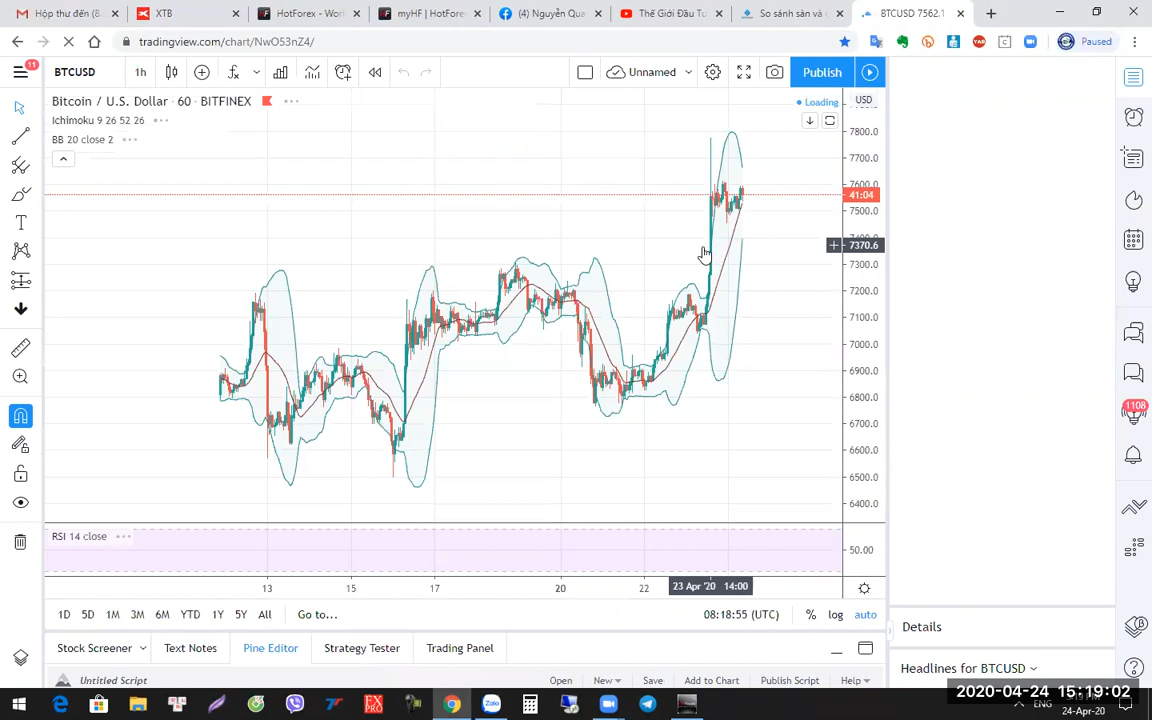 Hộp thư đến (8.
XTB
HotForex - Wor
myHF | HotFore
(4) Nguyễn Qua
Thế Giới Đầu Tư
So sánh sàn và c
BTCUSD 7562.1
tradingview.com/chart/NwO53nZ4/
Paused
11
BTCUSD
1h
Unnamed
Publish
Bitcoin / U.S. Dollar · 60 · BITFINEX
Loading
USD
Ichimoku 9 26 52 26
BB 20 close 2
7800.0
7700.0
7600.0
41:04
7500.0
7400.0
7370.6
7300.0
7200.0
7100.0
7000.0
6900.0
6800.0
6700.0
6600.0
6500.0
6400.0
1108
RSI 14 close
50.00
13
15
17
20
22
23 Apr '20 14:00
1D
5D
1M
3M
6M
YTD
1Y
5Y
All
Go to...
08:18:55 (UTC)
%
log
auto
Details
Stock Screener
Text Notes
Pine Editor
Strategy Tester
Trading Panel
Headlines for BTCUSD
Untitled Script
Open
New
Save
Add to Chart
Publish Script
Help
2020-04-24 15:19:02
ENG
24-Apr-20